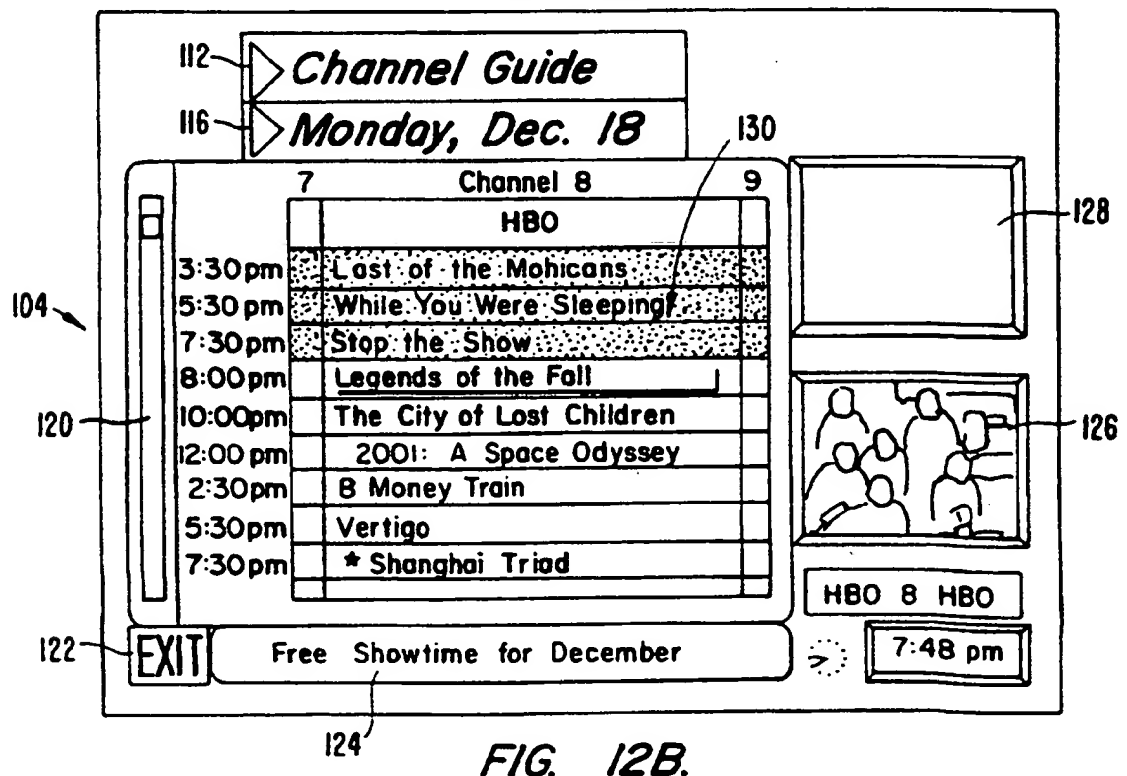 112
Channel Guide
116
Monday, Dec. 18
130
7 Channel 8 9
HBO
128
3:30pm Last of the Mohicans
5:30 pm While You Were Sleeping
104
7:30pm Stop the Show
8:00pm Legends of the Fall
120
10:00pm The City of Lost Children
126
12:00 pm 2001: A Space Odyssey
2:30pm B Money Train
5:30pm Vertigo
7:30pm * Shanghai Triad
HBO 8 HBO
122
EXIT
Free Showtime for December
7:48 pm
124
FIG. 12B.